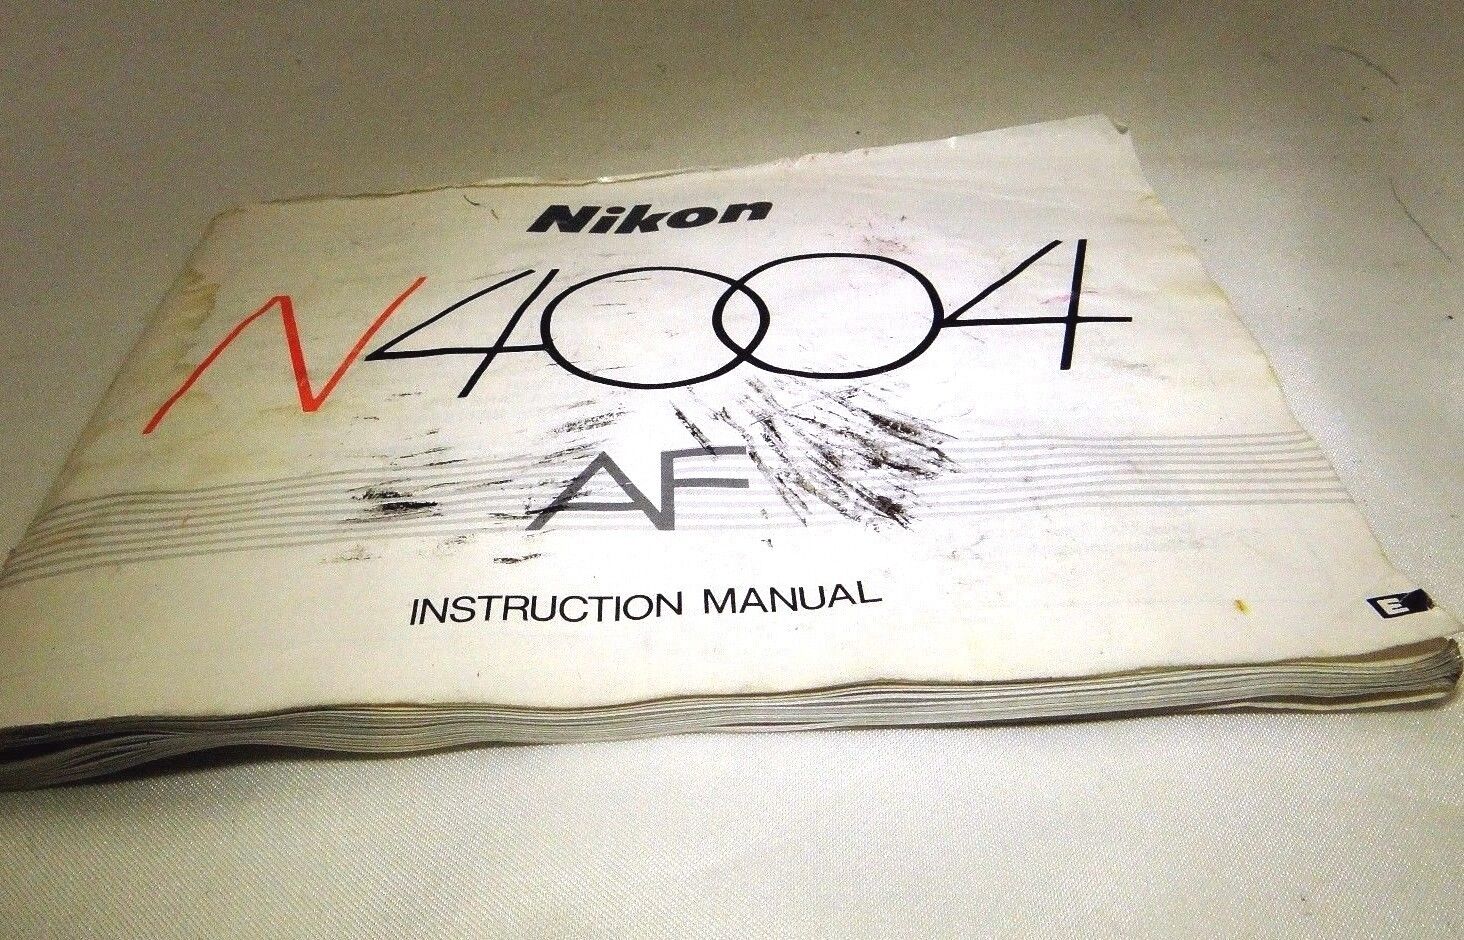 Nikon
N4004
AF
INSTRUCTION MANUAL
E